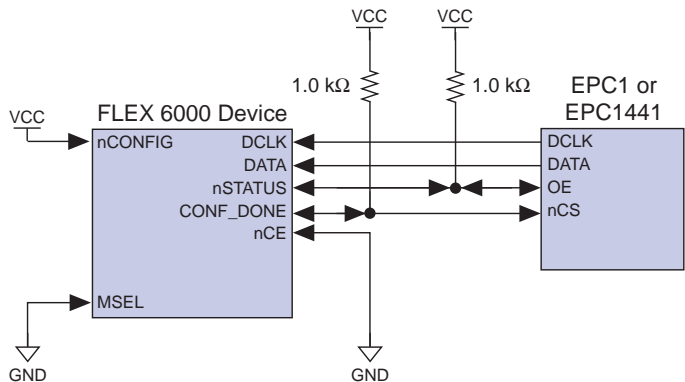 VCC
VCC
1.0 kΩ
1.0 kΩ
EPC1 or
EPC1441
VCC
FLEX 6000 Device
nCONFIG
DCLK
DATA
nSTATUS
CONF_DONE
nCE
MSEL
DCLK
DATA
OE
nCS
GND
GND